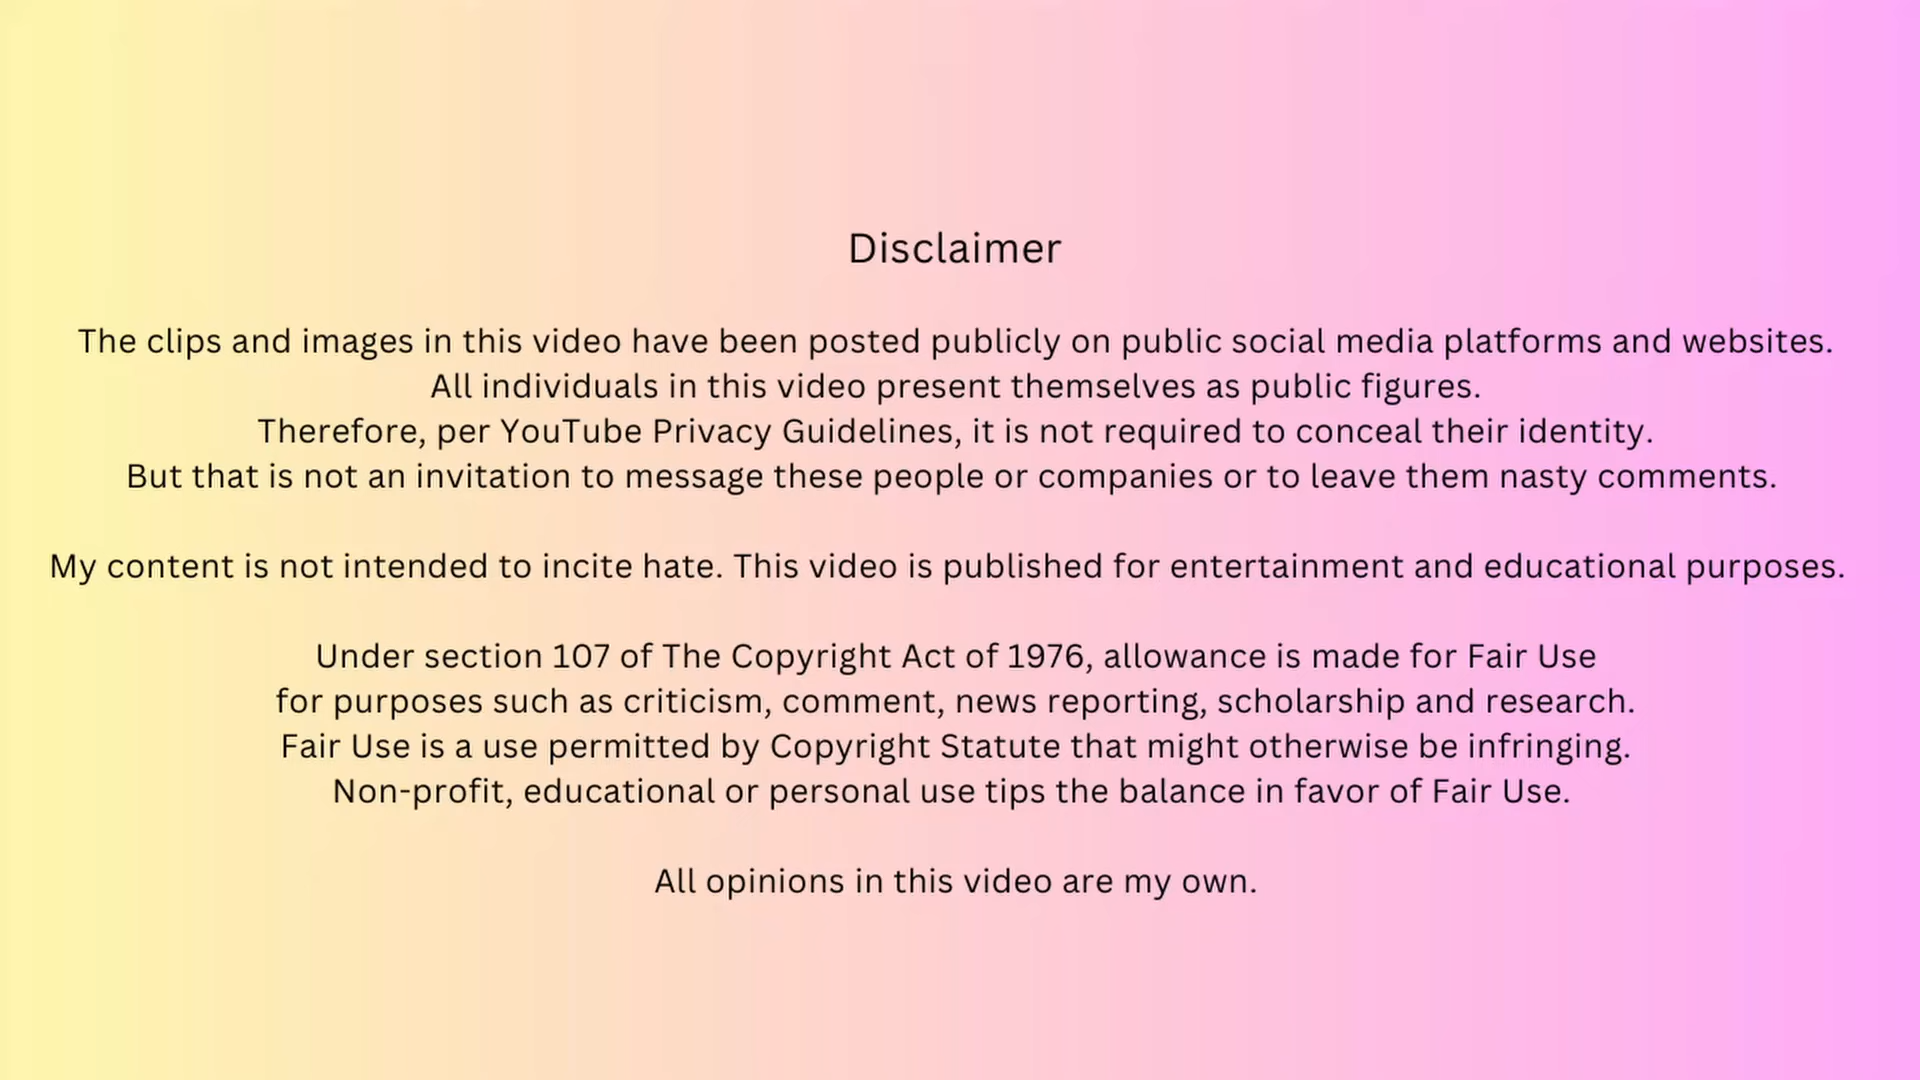 Disclaimer
The clips and images in this video have been posted publicly on public social media platforms and websites.
All individuals in this video present themselves as public figures.
Therefore, per YouTube Privacy Guidelines, it is not required to conceal their identity.
But that is not an invitation to message these people or companies or to leave them nasty comments.
My content is not intended to incite hate. This video is published for entertainment and educational purposes.
Under section 107 of The Copyright Act of 1976, allowance is made for Fair Use
for purposes such as criticism, comment, news reporting, scholarship and research.
Fair Use is a use permitted by Copyright Statute that might otherwise be infringing.
Non-profit, educational or personal use tips the balance in favor of Fair Use.
All opinions in this video are my own.